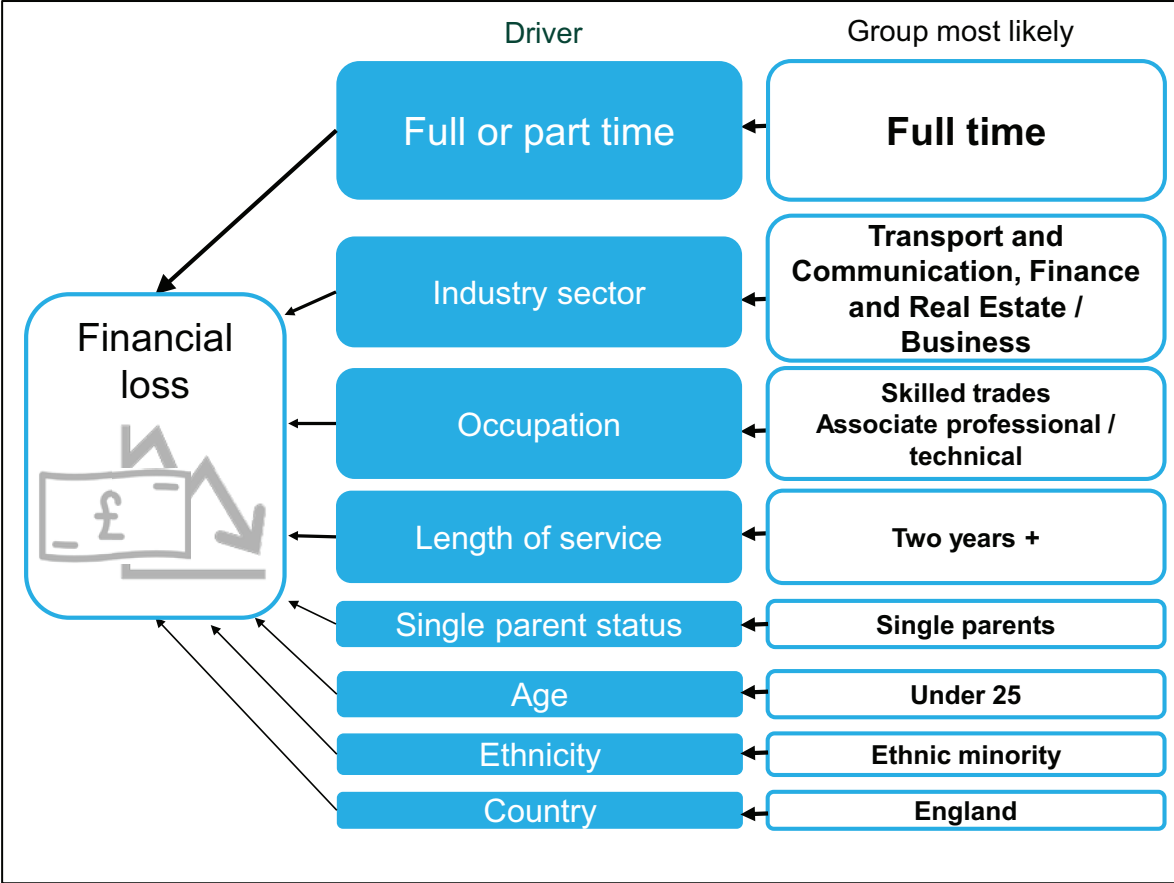 Driver
Group most likely
Full or part time
Full time
Industry sector
Transport and
Communication, Finance
and Real Estate /
Business
Financial
loss
£
Occupation
Skilled trades
Associate professional /
technical
Length of service
Two years +
Single parent status
Single parents
Age
Under 25
Ethnicity
Ethnic minority
Country
England